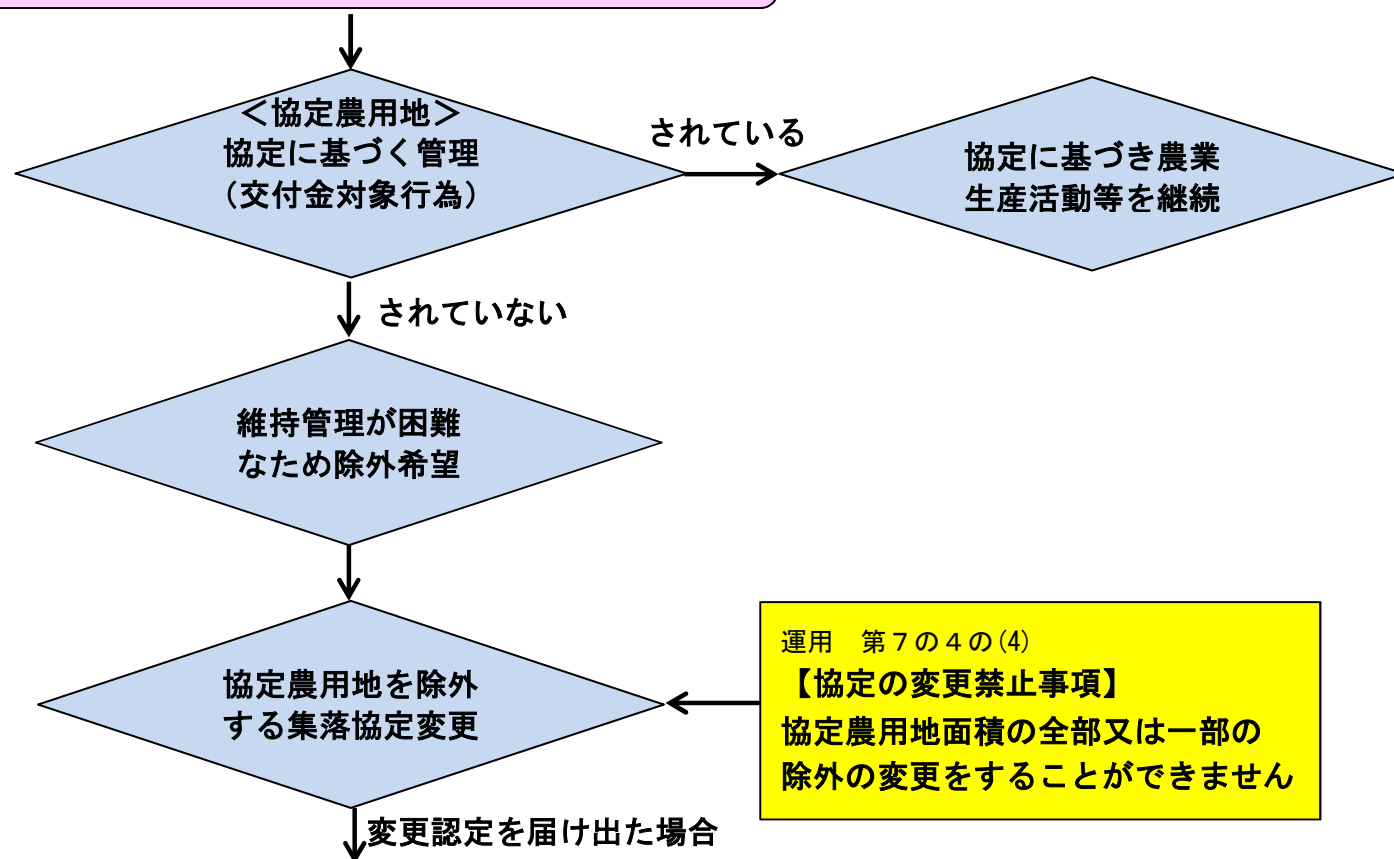 <協定農用地>
協定に基づく管理
(交付金対象行為)
されている
協定に基づき農業
生産活動等を継続
されていない
維持管理が困難
なため除外希望
協定農用地を除外
する集落協定変更
運用　第7の4の(4)
【協定の変更禁止事項】
協定農用地面積の全部又は一部の
除外の変更をすることができません
変更認定を届け出た場合